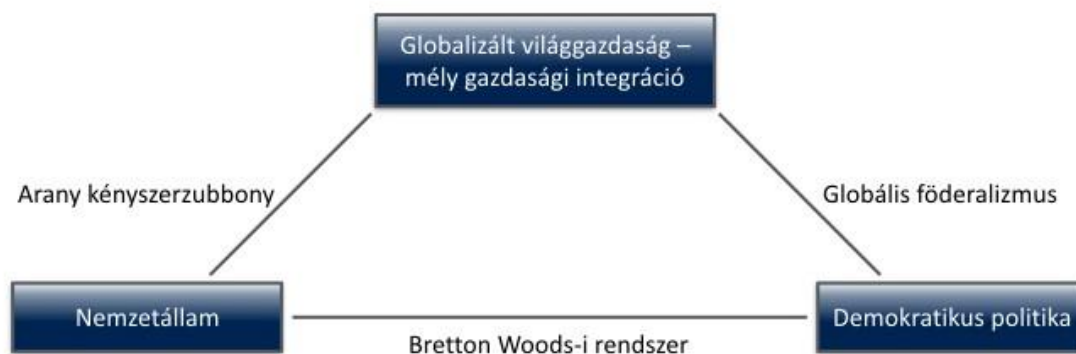 Globalizált világgazdaság –
mély gazdasági integráció
Arany kényszerzubbony
Globális föderalizmus
Nemzetállam
Demokratikus politika
Bretton Woods-i rendszer